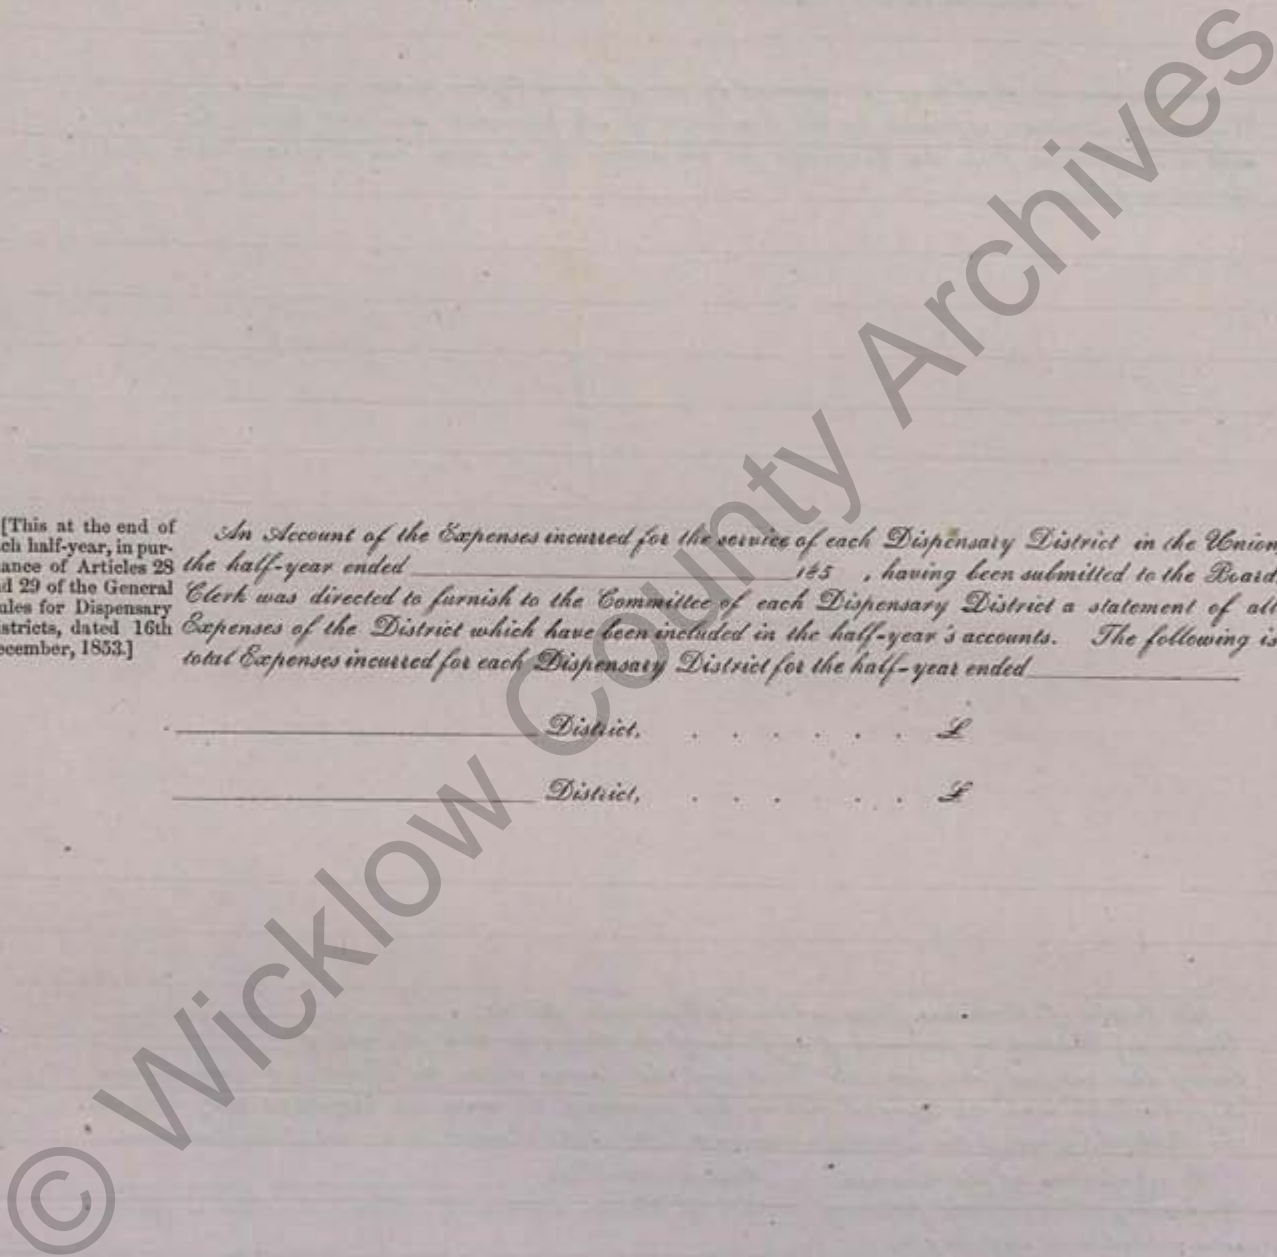 [This at the end of
ch half-year, in pur-
ance of Articles 28
d 29 of the General
ules for Dispensary
stricts, dated 16th
ecember, 1853.]
An Account of the Expenses incurred for the service of each Dispensary District in the Union
the half-year ended 185 , having been submitted to the Board,
Clerk was directed to furnish to the Committee of each Dispensary District a statement of all
Expenses of the District which have been included in the half-year's accounts. The following is
total Expenses incurred for each Dispensary District for the half-year ended
District, . . . . . . £
District, . . . . . £
© Wicklow County Archives